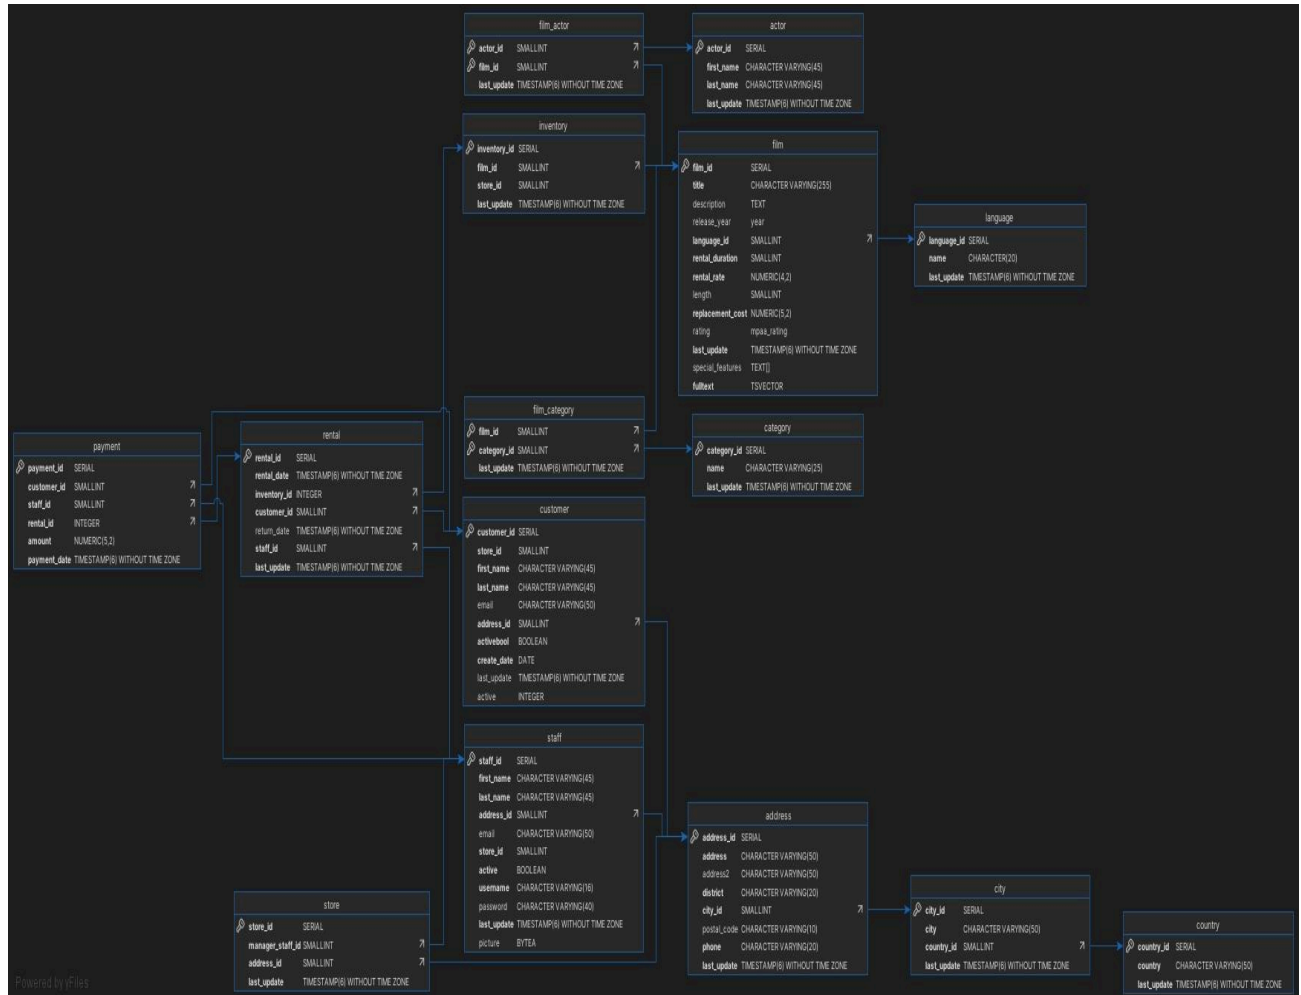 film_actor
actor_id SMALLINT
film_id SMALLINT
last_update TIMESTAMP(6) WITHOUT TIME ZONE
actor
actor_id SERIAL
first_name CHARACTER VARYING(45)
last_name CHARACTER VARYING(45)
last_update TIMESTAMP(6) WITHOUT TIME ZONE
inventory
inventory_id SERIAL
film_id SMALLINT
store_id SMALLINT
last_update TIMESTAMP(6) WITHOUT TIME ZONE
film
film_id SERIAL
title CHARACTER VARYING(255)
description TEXT
release_year year
language_id SMALLINT
rental_duration SMALLINT
rental_rate NUMERIC(4,2)
length SMALLINT
replacement_cost NUMERIC(5,2)
rating mpaa_rating
last_update TIMESTAMP(6) WITHOUT TIME ZONE
special_features TEXT[]
fulltext TSVECTOR
language
language_id SERIAL
name CHARACTER(20)
last_update TIMESTAMP(6) WITHOUT TIME ZONE
film_category
film_id SMALLINT
category_id SMALLINT
last_update TIMESTAMP(6) WITHOUT TIME ZONE
category
category_id SERIAL
name CHARACTER VARYING(25)
last_update TIMESTAMP(6) WITHOUT TIME ZONE
payment
payment_id SERIAL
customer_id SMALLINT
staff_id SMALLINT
rental_id INTEGER
amount NUMERIC(5,2)
payment_date TIMESTAMP(6) WITHOUT TIME ZONE
rental
rental_id SERIAL
rental_date TIMESTAMP(6) WITHOUT TIME ZONE
inventory_id INTEGER
customer_id SMALLINT
return_date TIMESTAMP(6) WITHOUT TIME ZONE
staff_id SMALLINT
last_update TIMESTAMP(6) WITHOUT TIME ZONE
customer
customer_id SERIAL
store_id SMALLINT
first_name CHARACTER VARYING(45)
last_name CHARACTER VARYING(45)
email CHARACTER VARYING(50)
address_id SMALLINT
activebool BOOLEAN
create_date DATE
last_update TIMESTAMP(6) WITHOUT TIME ZONE
active INTEGER
staff
staff_id SERIAL
first_name CHARACTER VARYING(45)
last_name CHARACTER VARYING(45)
address_id SMALLINT
email CHARACTER VARYING(50)
store_id SMALLINT
active BOOLEAN
username CHARACTER VARYING(16)
password CHARACTER VARYING(40)
last_update TIMESTAMP(6) WITHOUT TIME ZONE
picture BYTEA
store
store_id SERIAL
manager_staff_id SMALLINT
address_id SMALLINT
last_update TIMESTAMP(6) WITHOUT TIME ZONE
address
address_id SERIAL
address CHARACTER VARYING(50)
address2 CHARACTER VARYING(50)
district CHARACTER VARYING(20)
city_id SMALLINT
postal_code CHARACTER VARYING(10)
phone CHARACTER VARYING(20)
last_update TIMESTAMP(6) WITHOUT TIME ZONE
city
city_id SERIAL
city CHARACTER VARYING(50)
country_id SMALLINT
last_update TIMESTAMP(6) WITHOUT TIME ZONE
country
country_id SERIAL
country CHARACTER VARYING(50)
last_update TIMESTAMP(6) WITHOUT TIME ZONE
Powered by yFiles